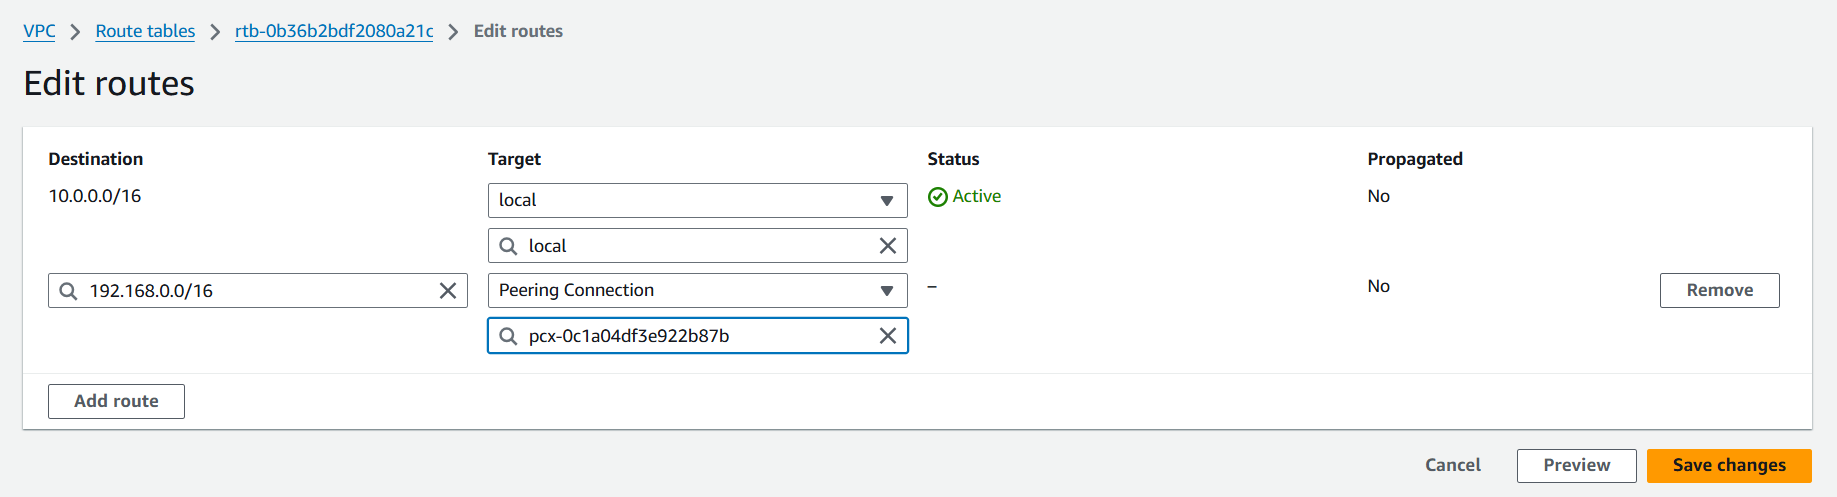 VPC > Route tables > rtb-0b36b2bdf2080a21c > Edit routes
Edit routes
Destination Target Status Propagated
10.0.0.0/16 local Active No
local
192.168.0.0/16 Peering Connection – No Remove
pcx-0c1a04df3e922b87b
Add route
Cancel Preview Save changes